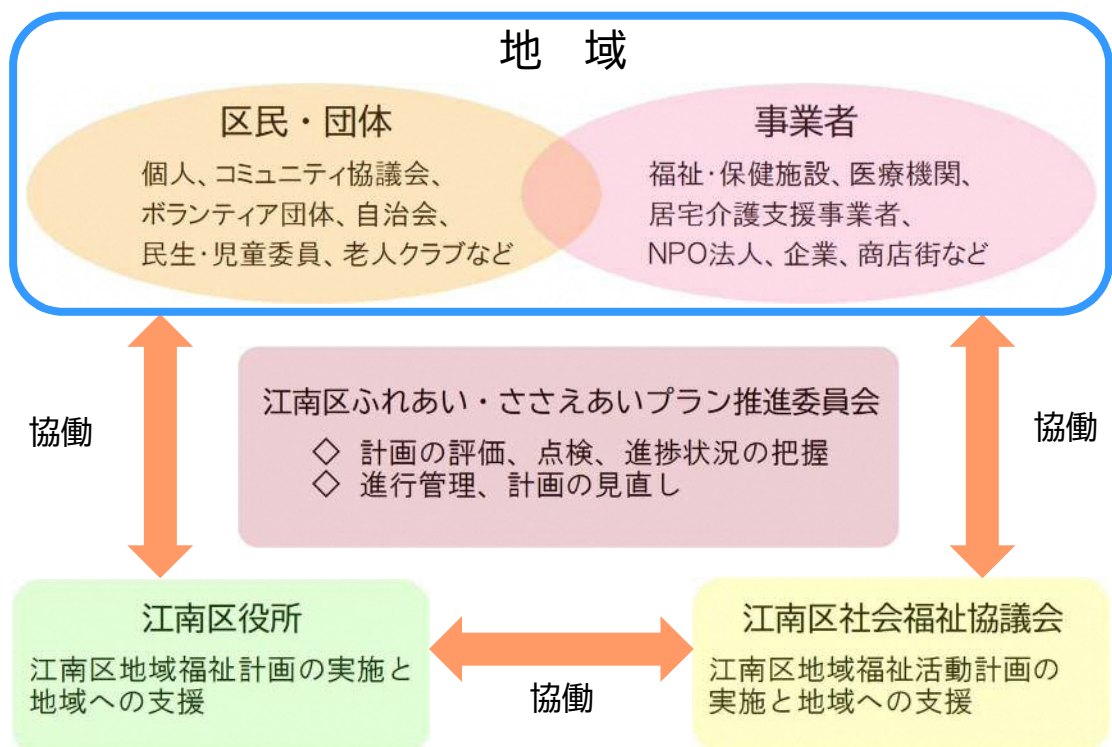 地 域
区民・団体
個人、コミュニティ協議会、
ボランティア団体、自治会、
民生・児童委員、老人クラブなど
事業者
福祉・保健施設、医療機関、
居宅介護支援事業者、
NPO法人、企業、商店街など
協働
江南区ふれあい・ささえあいプラン推進委員会
◇ 計画の評価、点検、進捗状況の把握
◇ 進行管理、計画の見直し
協働
江南区役所
江南区地域福祉計画の実施と
地域への支援
協働
江南区社会福祉協議会
江南区地域福祉活動計画の
実施と地域への支援